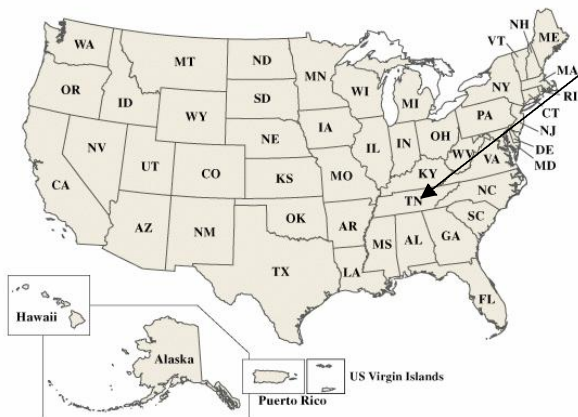 NH
ME
VT
WA
MT
ND
MN
MA
OR
ID
SD
WI
NY
RI
WY
MI
CT
IA
PA
NJ
NE
NV
IL
IN
OH
DE
UT
WV
VA
MD
CO
KS
MO
KY
CA
NC
TN
AZ
NM
OK
AR
SC
MS
AL
GA
TX
LA
FL
Hawaii
Alaska
US Virgin Islands
Puerto Rico